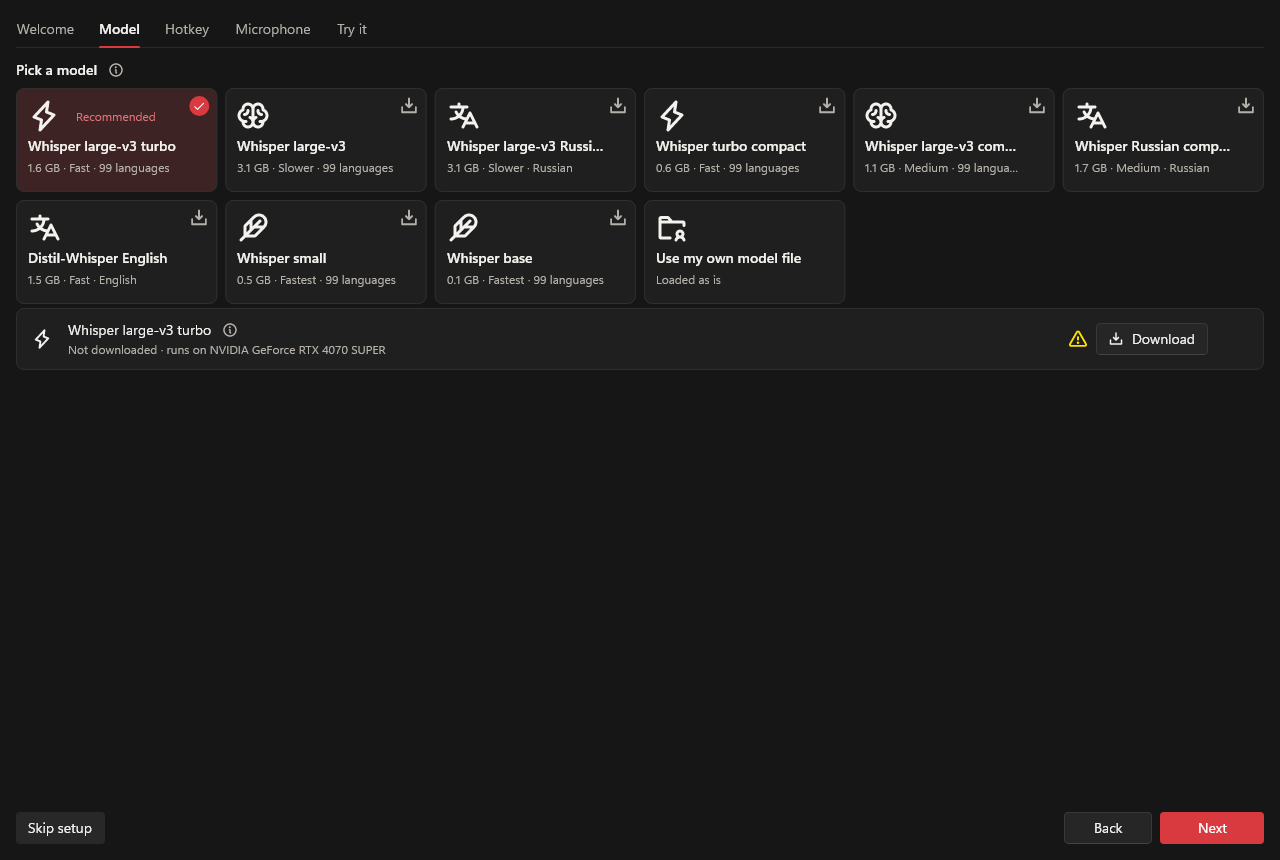 Welcome Model Hotkey Microphone Try it
Pick a model
Recommended
Whisper large-v3 turbo
1.6 GB · Fast · 99 languages
Whisper large-v3
3.1 GB · Slower · 99 languages
Whisper large-v3 Russi...
3.1 GB · Slower · Russian
Whisper turbo compact
0.6 GB · Fast · 99 languages
Whisper large-v3 com...
1.1 GB · Medium · 99 langua...
Whisper Russian comp...
1.7 GB · Medium · Russian
Distil-Whisper English
1.5 GB · Fast · English
Whisper small
0.5 GB · Fastest · 99 languages
Whisper base
0.1 GB · Fastest · 99 languages
Use my own model file
Loaded as is
Whisper large-v3 turbo
Not downloaded · runs on NVIDIA GeForce RTX 4070 SUPER
Download
Skip setup
Back
Next